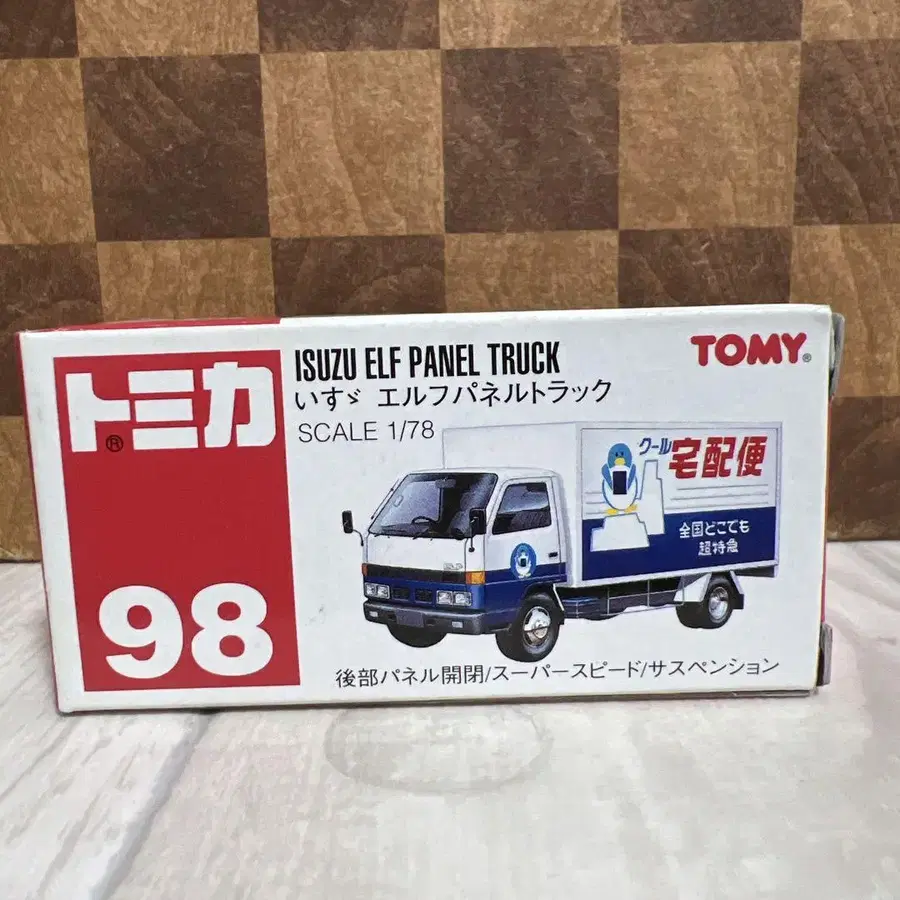 トミカ®
98
ISUZU ELF PANEL TRUCK
いすゞ エルフパネルトラック
SCALE 1/78
TOMY®
クール 宅配便
全国どこでも
超特急
後部パネル開閉/スーパースピード/サスペンション